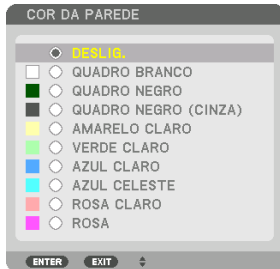 COR DA PAREDE
DESLIG.
QUADRO BRANCO
QUADRO NEGRO
QUADRO NEGRO (CINZA)
AMARELO CLARO
VERDE CLARO
AZUL CLARO
AZUL CELESTE
ROSA CLARO
ROSA
ENTER EXIT